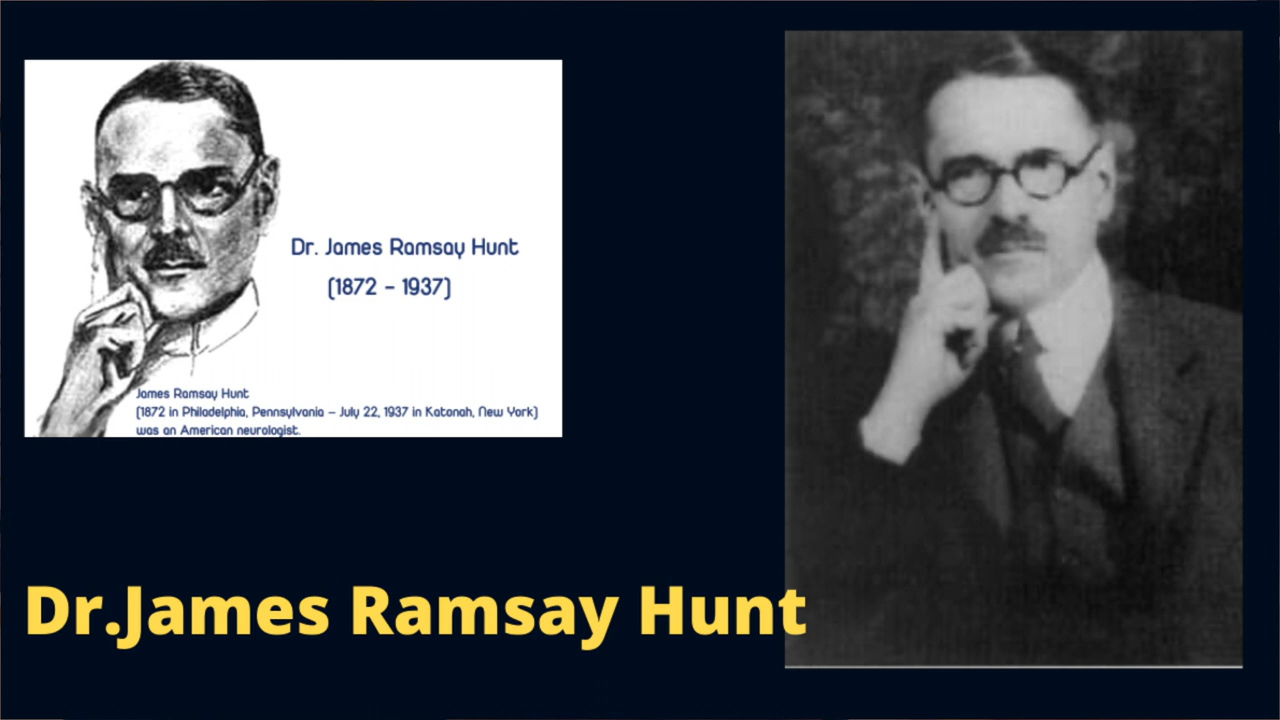 Dr. James Ramsay Hunt
(1872 - 1937)
James Ramsay Hunt
(1872 in Philadelphia, Pennsylvania – July 22, 1937 in Katonah, New York)
was an American neurologist.
Dr.James Ramsay Hunt